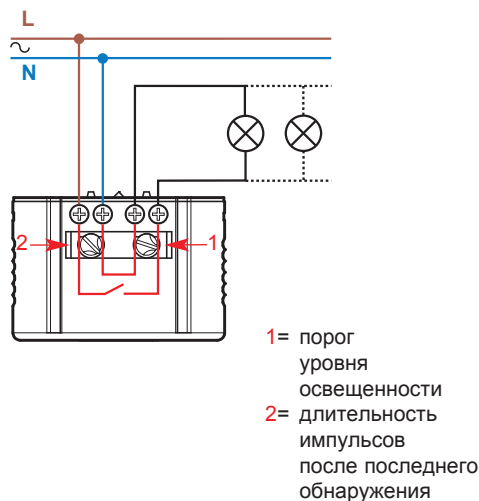 L
N
2 1
1= порог
уровня
освещенности
2= длительность
импульсов
после последнего
обнаружения